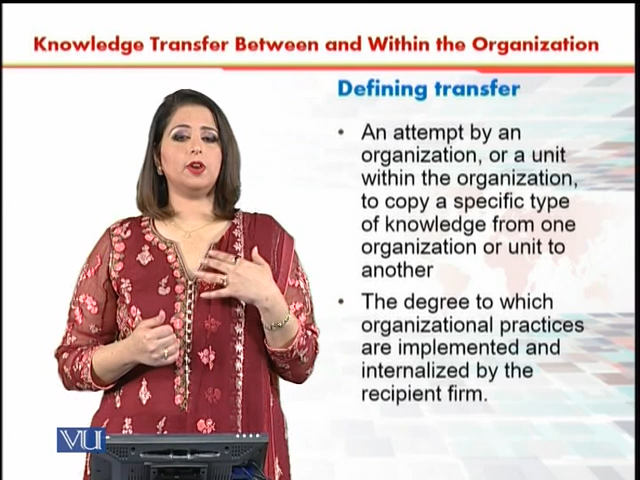 Knowledge Transfer Between and Within the Organization
Defining transfer
• An attempt by an
organization, or a unit
within the organization,
to copy a specific type
of knowledge from one
organization or unit to
another
• The degree to which
organizational practices
are implemented and
internalized by the
recipient firm.
VU